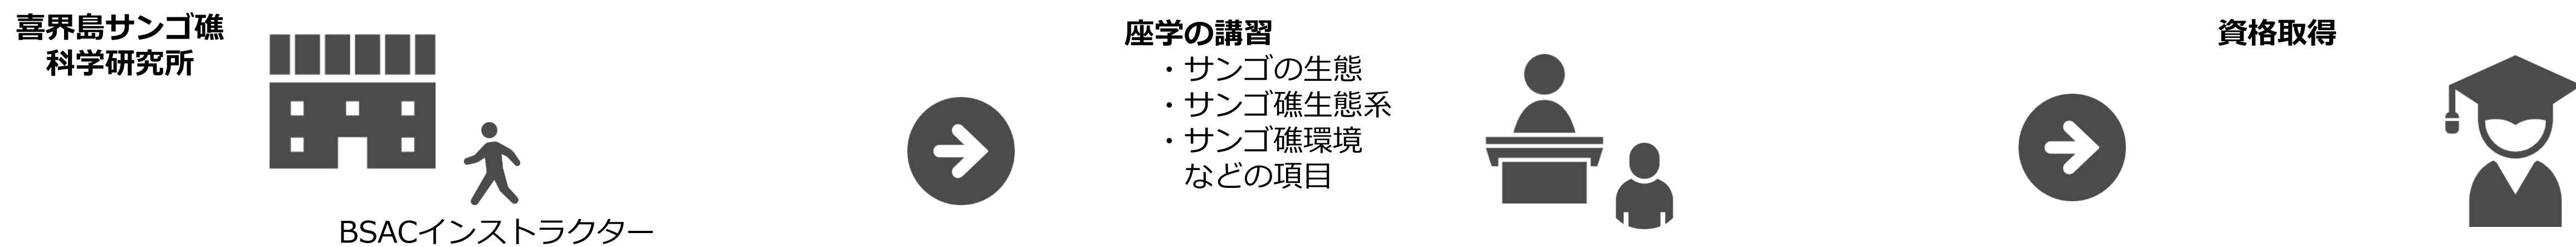 喜界島サンゴ礁
科学研究所
BSACインストラクター
座学の講習
・サンゴの生態
・サンゴ礁生態系
・サンゴ礁環境
などの項目
資格取得